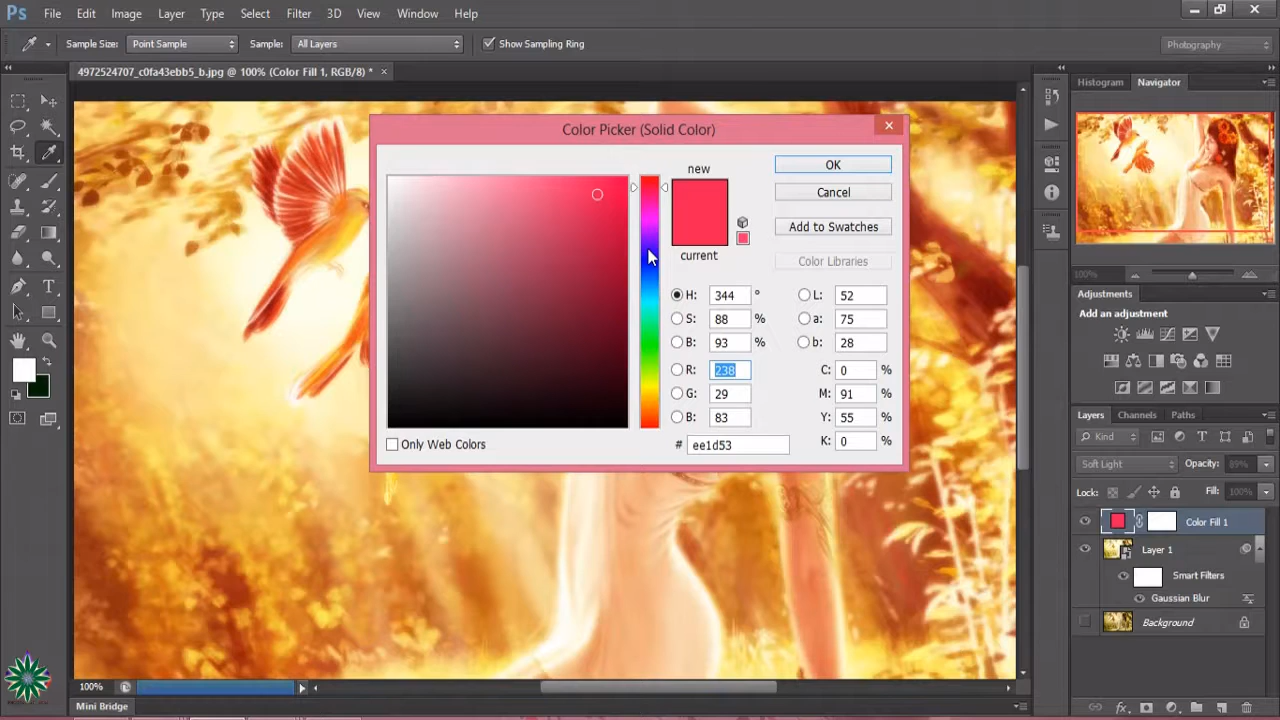 Ps File Edit Image Layer Type Select Filter 3D View Window Help
Sample Size: Point Sample Sample: All Layers Show Sampling Ring Photography
4972524707_c0fa43ebb5_b.jpg @ 100% (Color Fill 1, RGB/8) * ×
Histogram Navigator
Color Picker (Solid Color)
new
OK
Cancel
Add to Swatches
current
Color Libraries
H: 344 °
S: 88 %
B: 93 %
R: 238
G: 29
B: 83
L: 52
a: 75
b: 28
C: 0 %
M: 91 %
Y: 55 %
K: 0 %
Only Web Colors
# ee1d53
100%
Adjustments
Add an adjustment
Layers Channels Paths
Kind
Soft Light Opacity: 89%
Lock: Fill: 100%
Color Fill 1
Layer 1
Smart Filters
Gaussian Blur
Background
100%
Mini Bridge